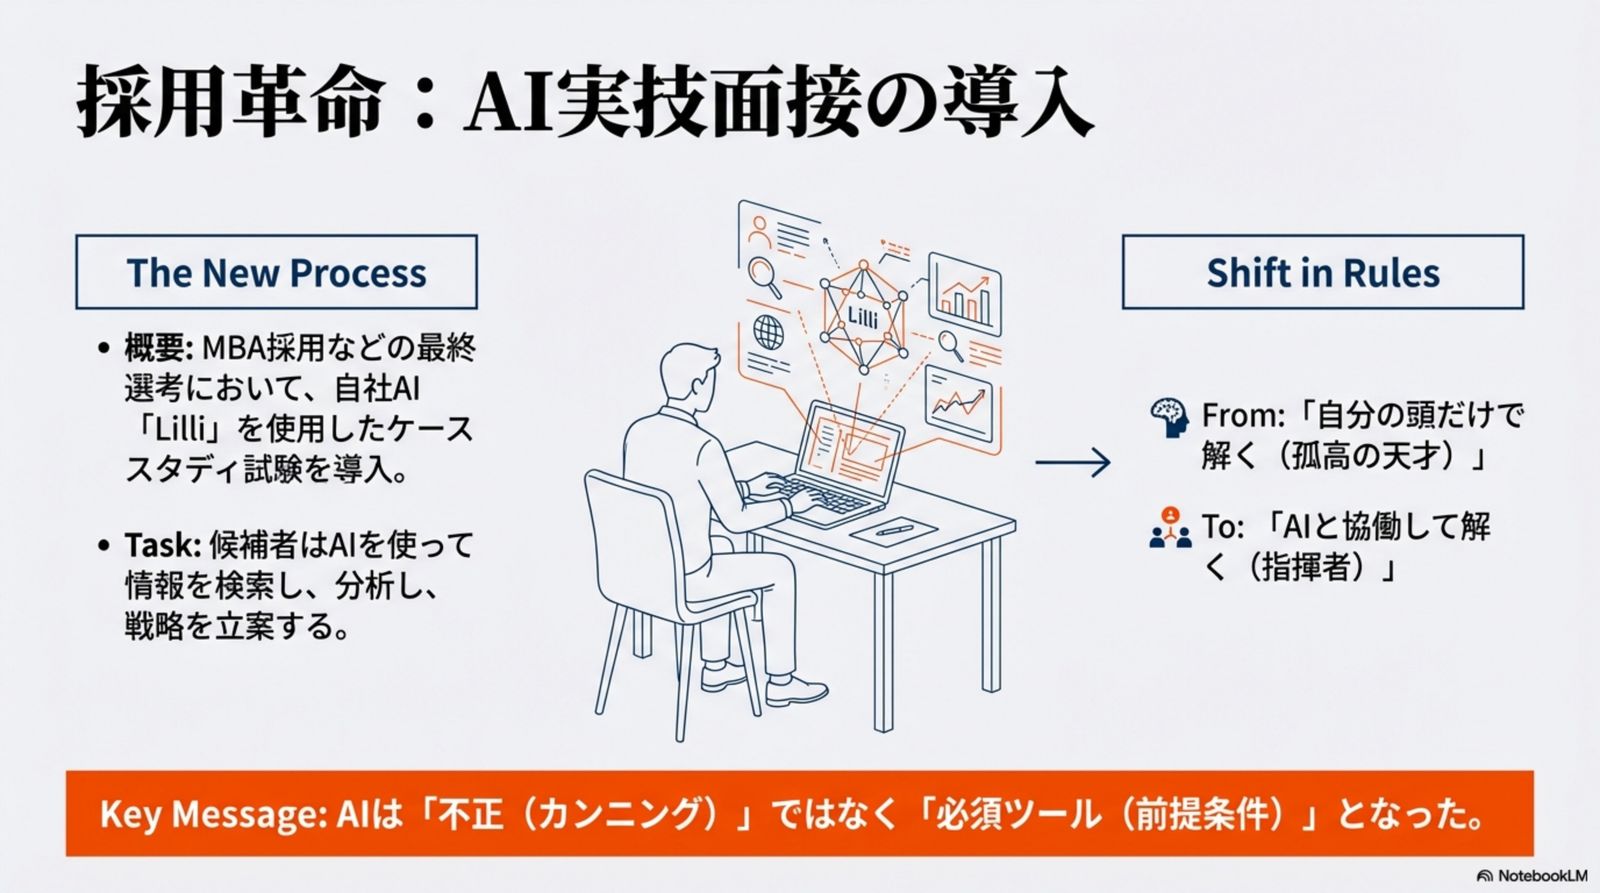 採用革命：AI実技面接の導入
The New Process
• 概要: MBA採用などの最終
選考において、自社AI
「Lilli」を使用したケース
スタディ試験を導入。
• Task: 候補者はAIを使って
情報を検索し、分析し、
戦略を立案する。
Lilli
Shift in Rules
From:「自分の頭だけで
解く（孤高の天才）」
To: 「AIと協働して解
く（指揮者）」
Key Message: AIは「不正（カンニング）」ではなく「必須ツール（前提条件）」となった。
NotebookLM